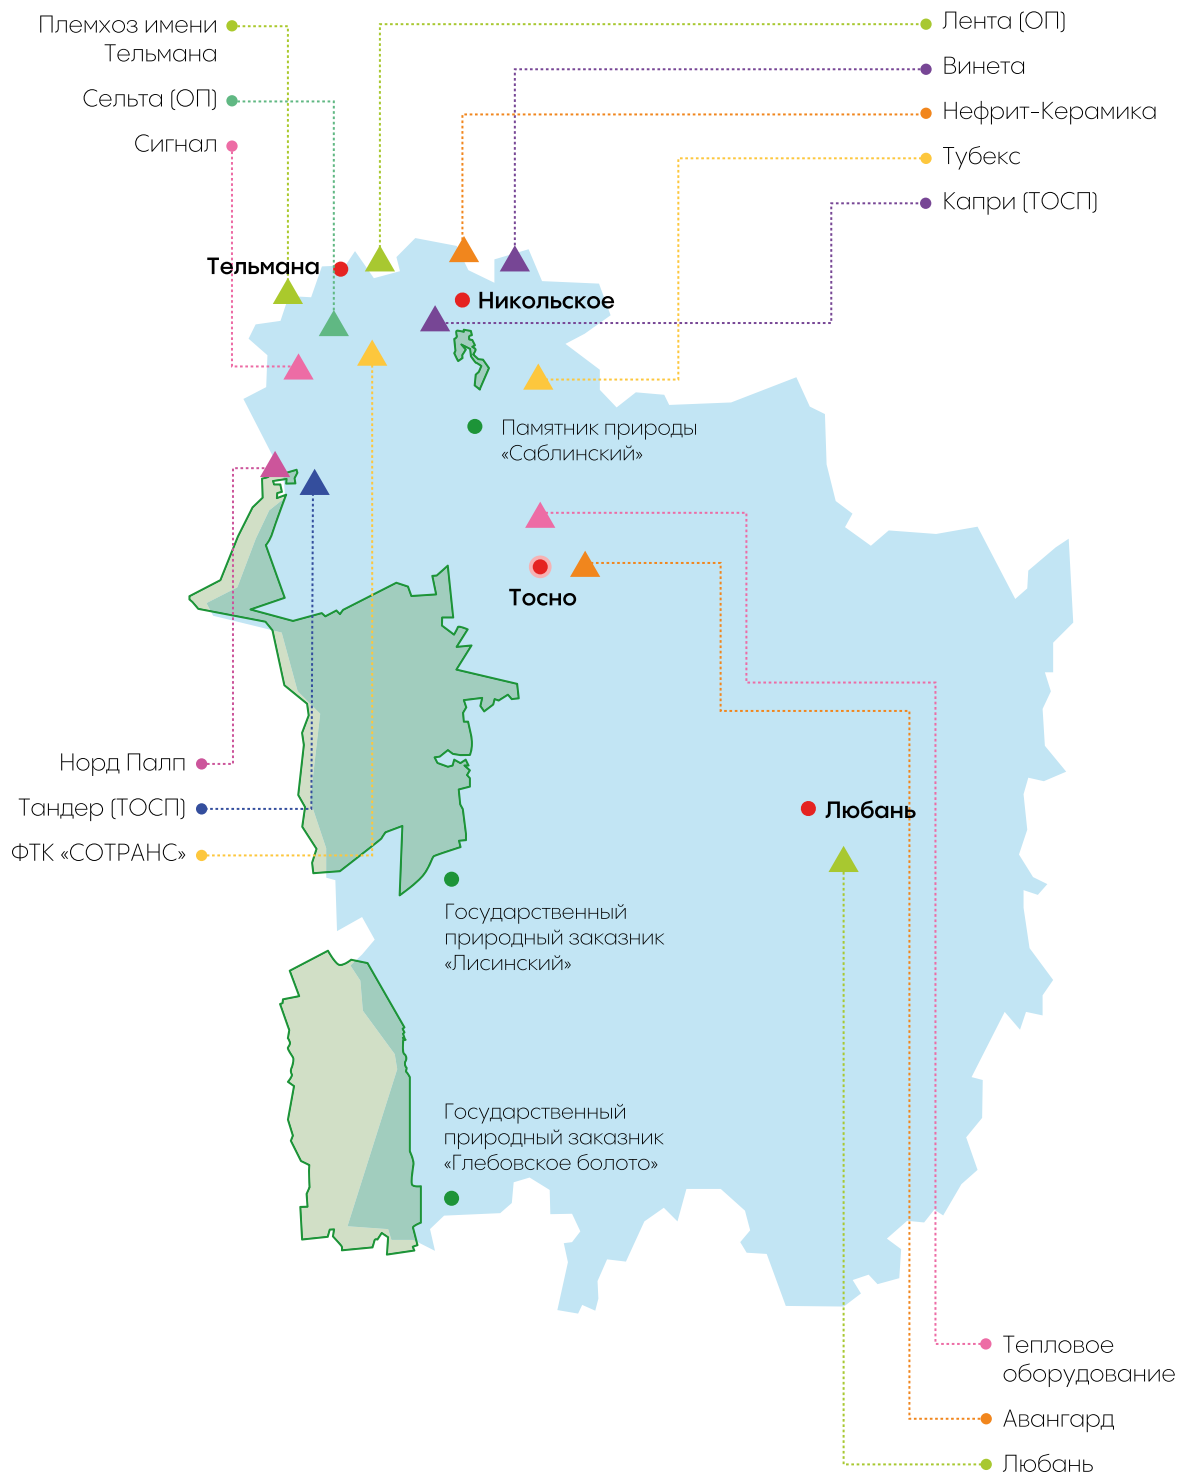 Племхоз имени
Тельмана
Сельта (ОП)
Сигнал
Лента (ОП)
Винета
Нефрит-Керамика
Тубекс
Капри (ТОСП)
Тельмана
Никольское
Памятник природы
«Саблинский»
Тосно
Норд Палп
Тандер (ТОСП)
ФТК «СОТРАНС»
Любань
Государственный
природный заказник
«Лисинский»
Государственный
природный заказник
«Глебовское болото»
Тепловое
оборудование
Авангард
Любань